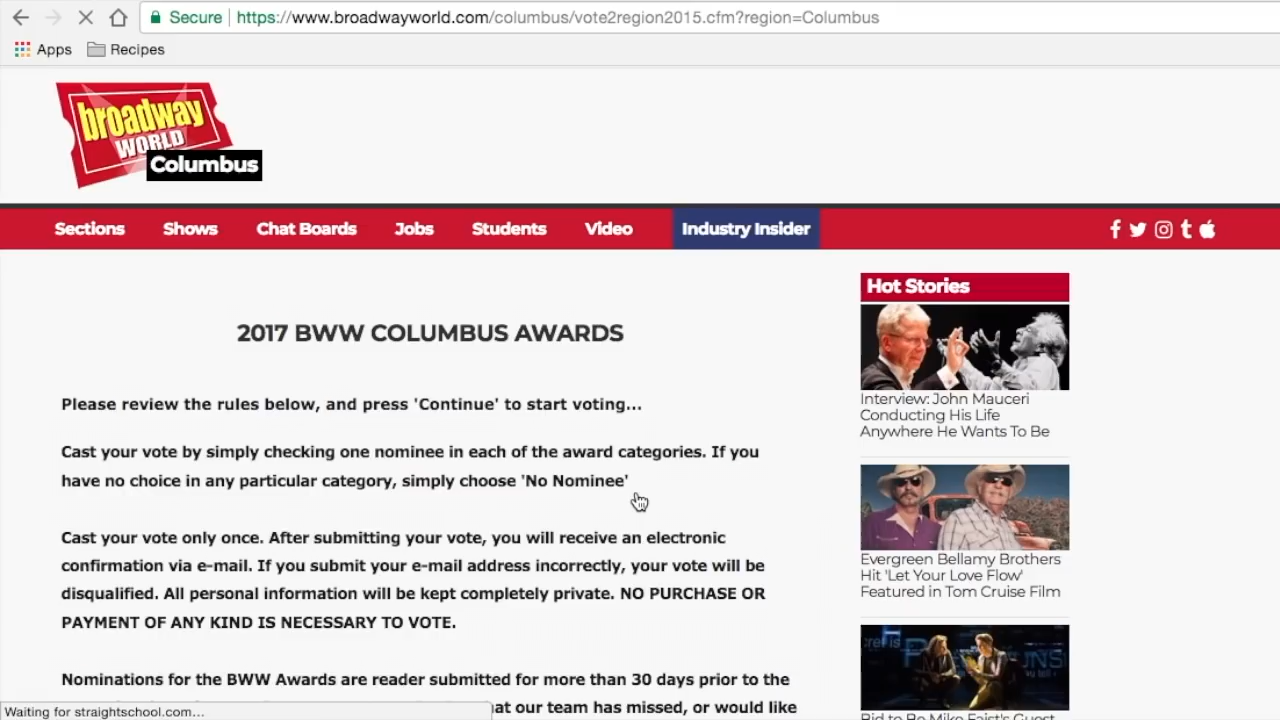 Secure
https://www.broadwayworld.com/columbus/vote2region2015.cfm?region=Columbus
Apps
Recipes
broadway
WORLD
Columbus
Sections Shows Chat Boards Jobs Students Video Industry Insider
2017 BWW COLUMBUS AWARDS
Please review the rules below, and press 'Continue' to start voting...
Cast your vote by simply checking one nominee in each of the award categories. If you
have no choice in any particular category, simply choose 'No Nominee'
Cast your vote only once. After submitting your vote, you will receive an electronic
confirmation via e-mail. If you submit your e-mail address incorrectly, your vote will be
disqualified. All personal information will be kept completely private. NO PURCHASE OR
PAYMENT OF ANY KIND IS NECESSARY TO VOTE.
Nominations for the BWW Awards are reader submitted for more than 30 days prior to the
at our team has missed, or would like
Hot Stories
Interview: John Mauceri
Conducting His Life
Anywhere He Wants To Be
Evergreen Bellamy Brothers
Hit 'Let Your Love Flow'
Featured in Tom Cruise Film
Bid to Be Mike Faist's Guest
Waiting for straightschool.com...